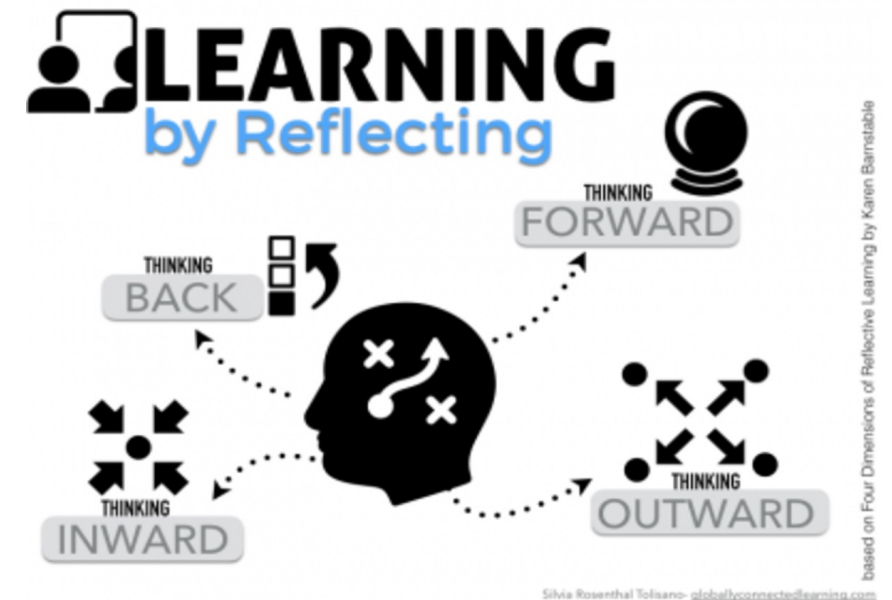 LEARNING
by Reflecting
THINKING
FORWARD
THINKING
BACK
THINKING
INWARD
THINKING
OUTWARD
based on Four Dimensions of Reflective Learning by Karen Barnstable
Silvia Rosenthal Tolisano- globallyconnectedlearning.com